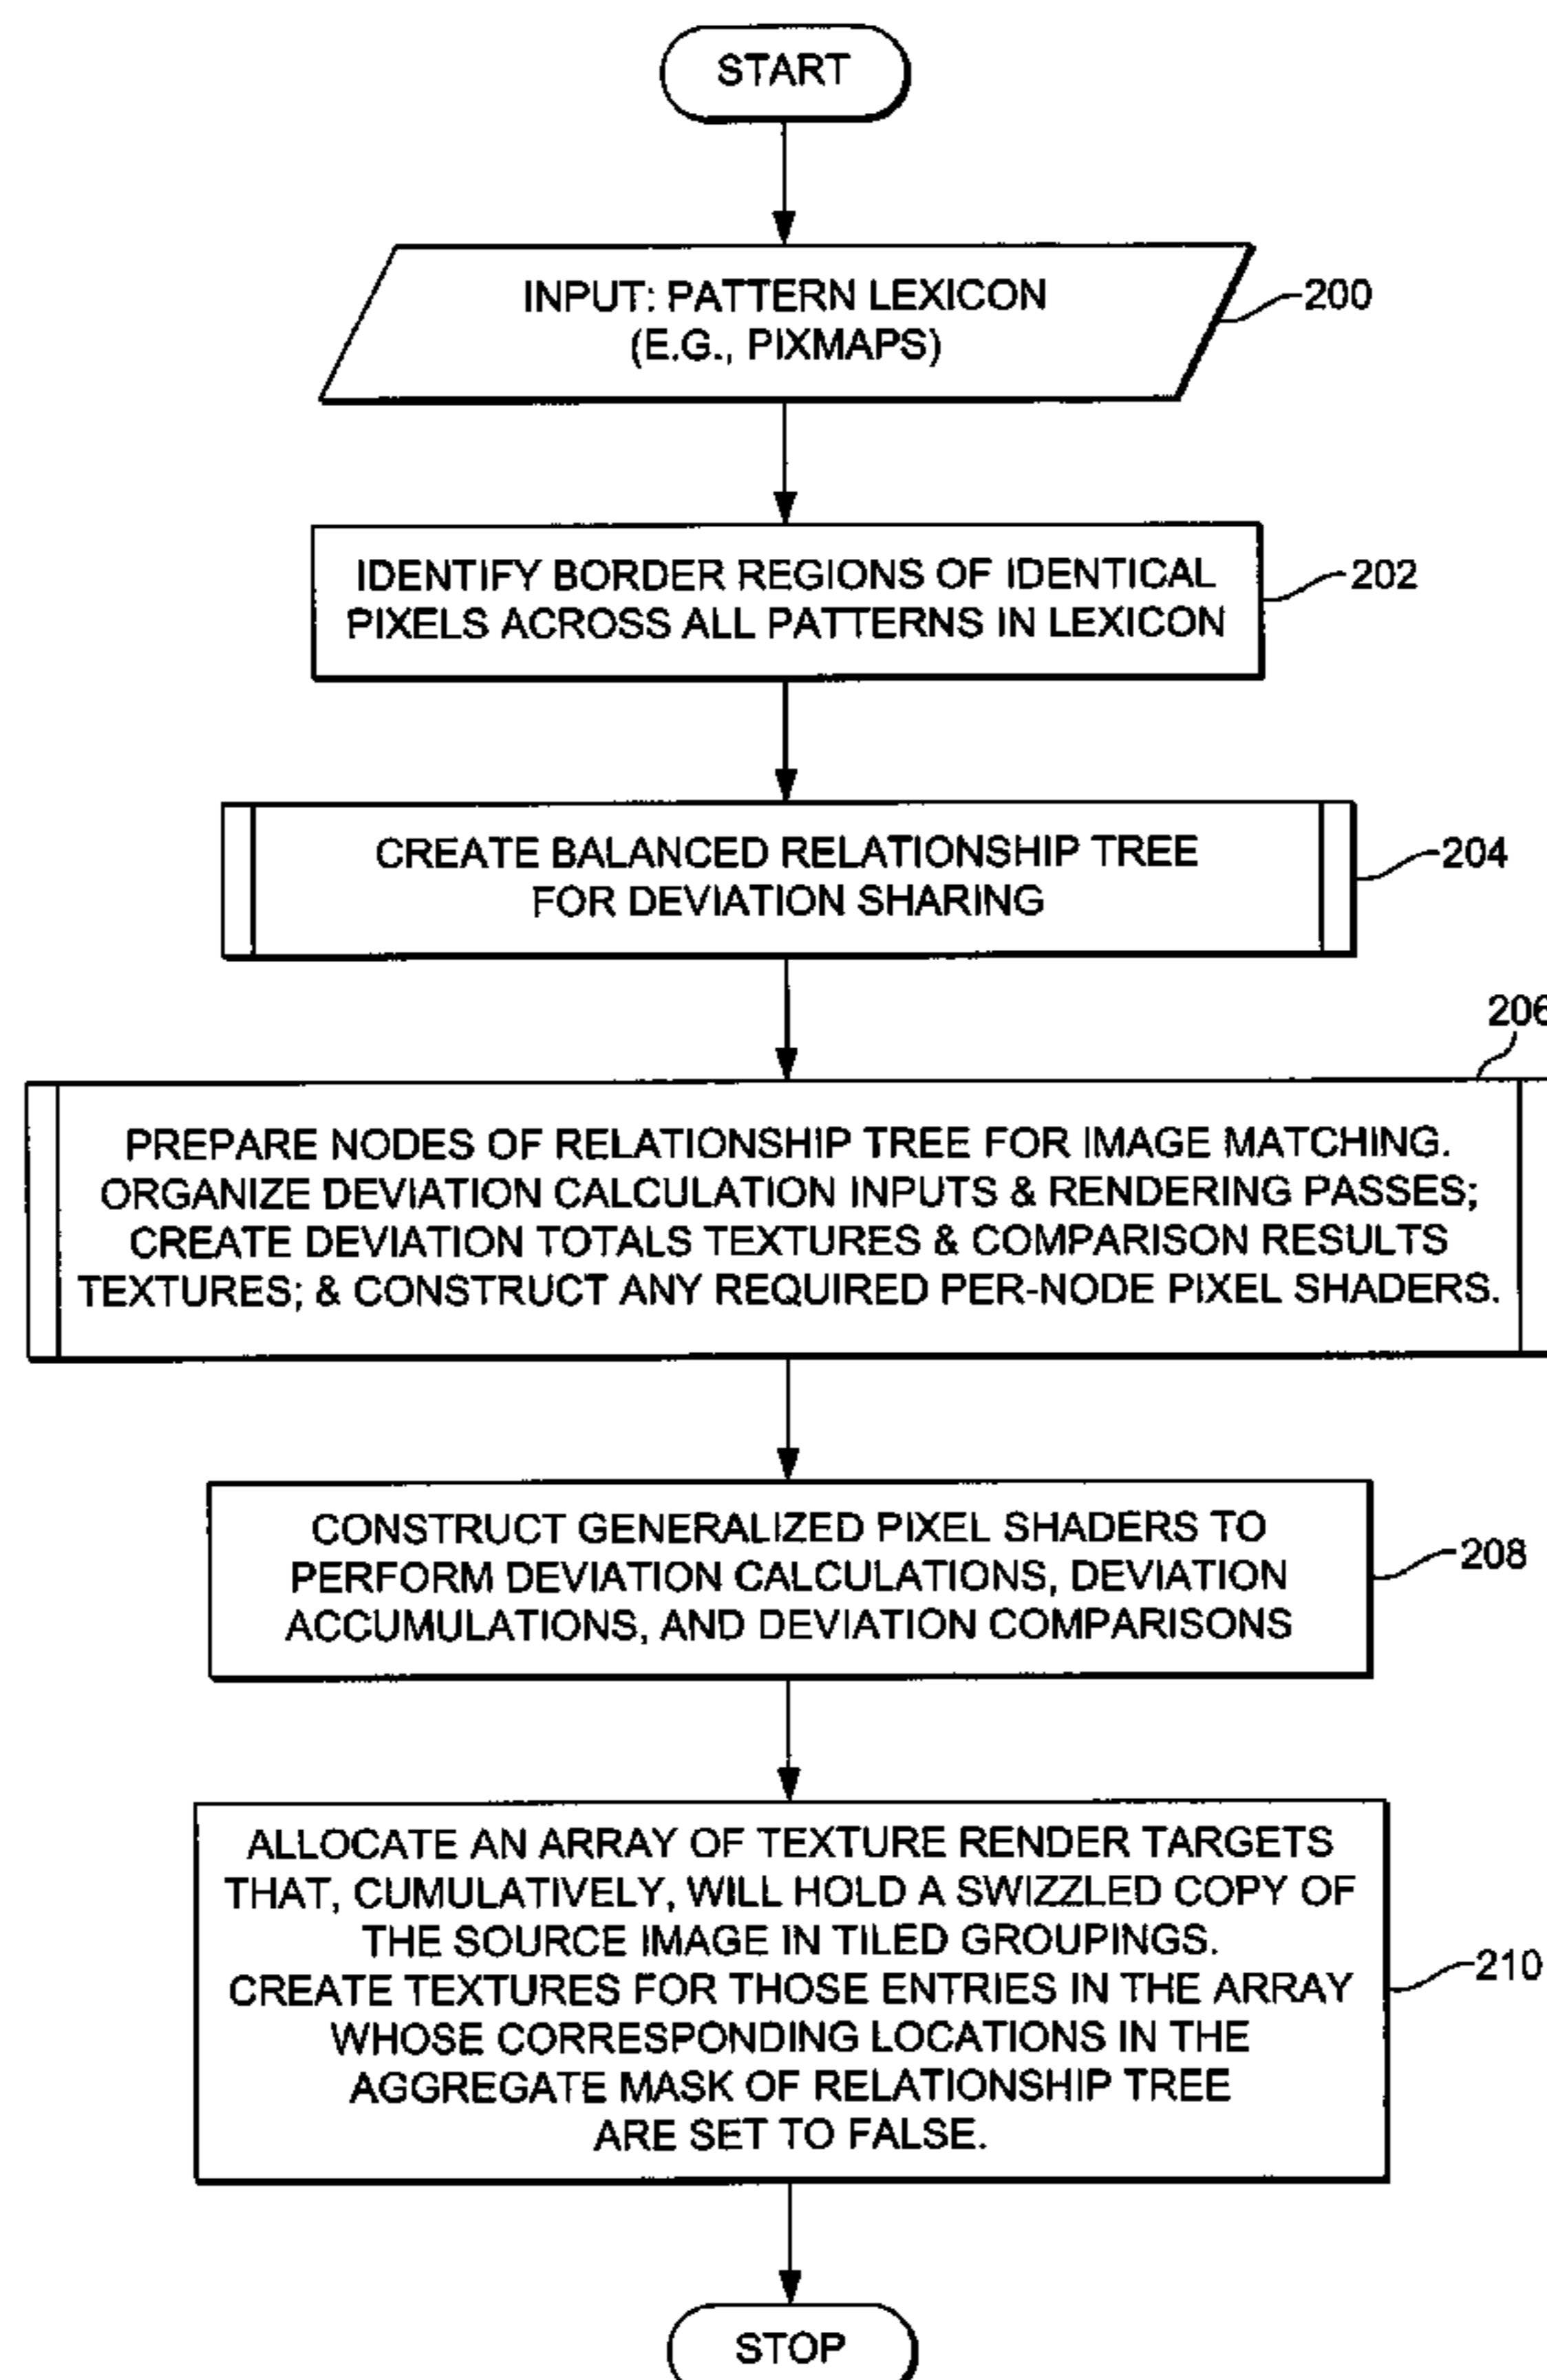 START
INPUT: PATTERN LEXICON
(E.G., PIXMAPS)
200
IDENTIFY BORDER REGIONS OF IDENTICAL
PIXELS ACROSS ALL PATTERNS IN LEXICON
202
CREATE BALANCED RELATIONSHIP TREE
FOR DEVIATION SHARING
204
206
PREPARE NODES OF RELATIONSHIP TREE FOR IMAGE MATCHING.
ORGANIZE DEVIATION CALCULATION INPUTS & RENDERING PASSES;
CREATE DEVIATION TOTALS TEXTURES & COMPARISON RESULTS
TEXTURES; & CONSTRUCT ANY REQUIRED PER-NODE PIXEL SHADERS.
CONSTRUCT GENERALIZED PIXEL SHADERS TO
PERFORM DEVIATION CALCULATIONS, DEVIATION
ACCUMULATIONS, AND DEVIATION COMPARISONS
208
ALLOCATE AN ARRAY OF TEXTURE RENDER TARGETS
THAT, CUMULATIVELY, WILL HOLD A SWIZZLED COPY OF
THE SOURCE IMAGE IN TILED GROUPINGS.
CREATE TEXTURES FOR THOSE ENTRIES IN THE ARRAY
WHOSE CORRESPONDING LOCATIONS IN THE
AGGREGATE MASK OF RELATIONSHIP TREE
ARE SET TO FALSE.
210
STOP